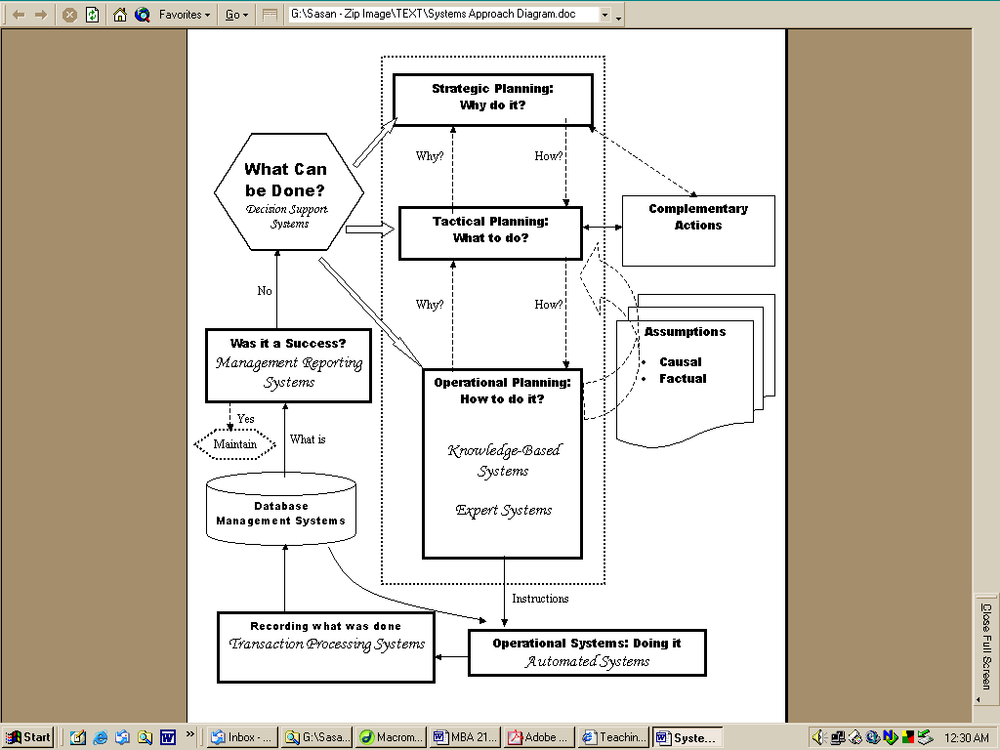 Favorites
Go
G:\Sasan - Zip Image\TEXT\Systems Approach Diagram.doc
Strategic Planning:
Why do it?
Why?
How?
What Can
be Done?
Decision Support
Systems
Tactical Planning:
What to do?
Complementary
Actions
No
Why?
How?
Was it a Success?
Management Reporting
Systems
Assumptions
• Causal
• Factual
Operational Planning:
How to do it?
Knowledge-Based
Systems
Expert Systems
Yes
Maintain
What is
Database
Management Systems
Instructions
Recording what was done
Transaction Processing Systems
Operational Systems: Doing it
Automated Systems
Close Full Screen
Start
Inbox - ...
G:\Sasa...
Macrom...
MBA 21...
Adobe ...
Teachin...
Syste...
12:30 AM